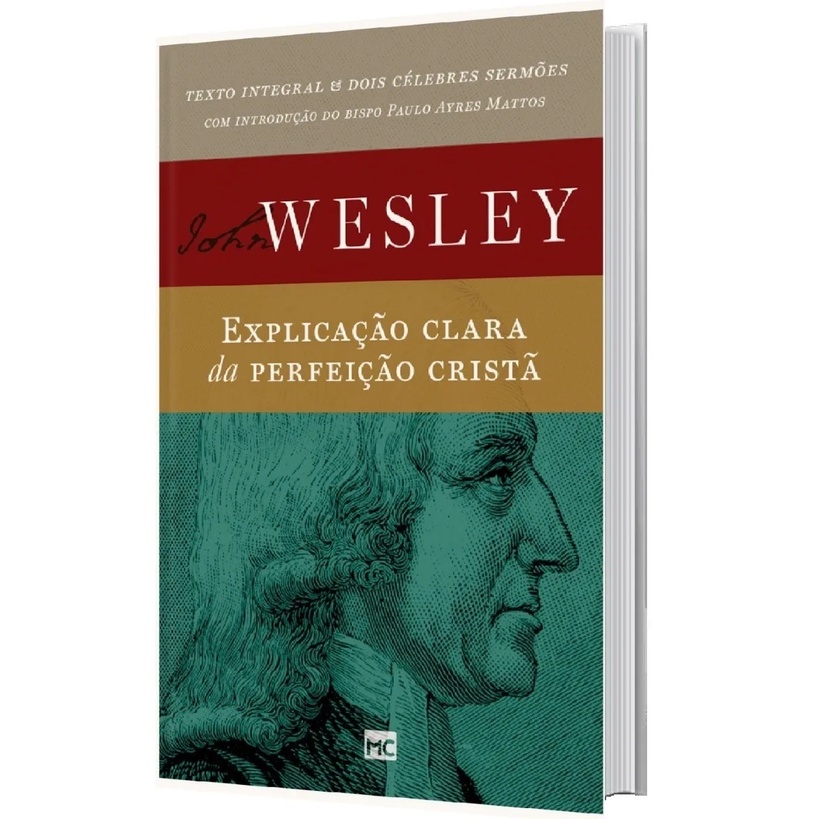 TEXTO INTEGRAL & DOIS CÉLEBRES SERMÕES
COM INTRODUÇÃO DO BISPO PAULO AYRES MATTOS
John WESLEY
EXPLICAÇÃO CLARA
da PERFEIÇÃO CRISTÃ
MC